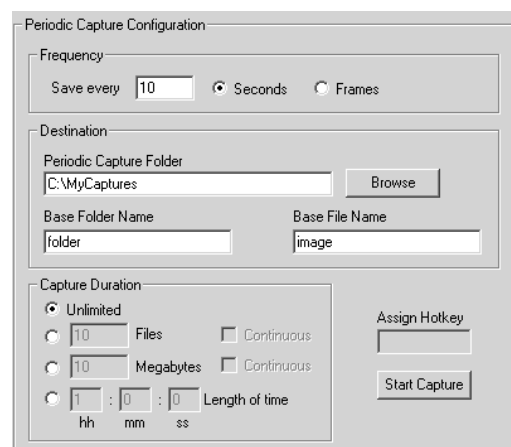 Periodic Capture Configuration
Frequency
Save every 10 Seconds Frames
Destination
Periodic Capture Folder
C:\MyCaptures Browse
Base Folder Name Base File Name
folder image
Capture Duration
Unlimited
10 Files Continuous
10 Megabytes Continuous
1 : 0 : 0 Length of time
hh mm ss
Assign Hotkey
Start Capture